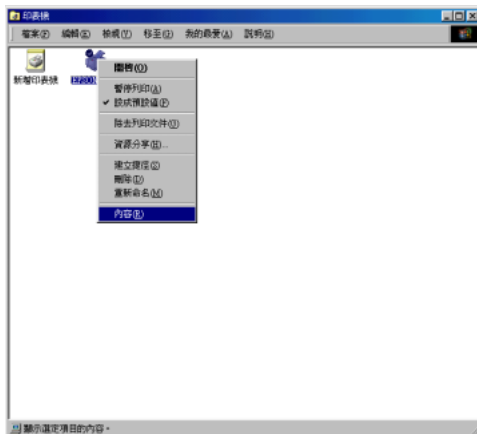 印表機
檔案(F) 編輯(E) 檢視(V) 移至(G) 我的最愛(A) 說明(H)
新增印表機
開啟(O)
暫停列印(A)
設成預設值(F)
除去列印文件(U)
資源分享(H)...
建立捷徑(S)
刪除(D)
重新命名(M)
內容(R)
顯示選定項目的內容。